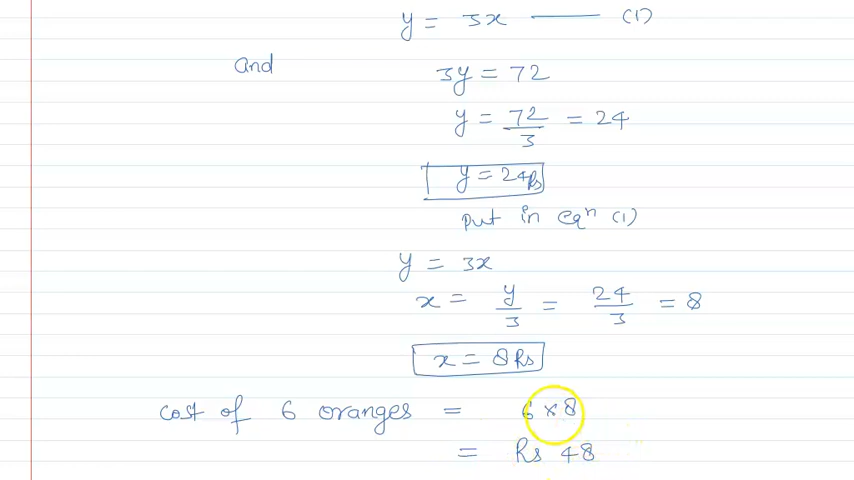 y = 3x —— (1)
And
3y = 72
y = 72/3 = 24
y = 24Rs
put in eqⁿ (1)
y = 3x
x = y/3 = 24/3 = 8
x = 8Rs
cost of 6 oranges = 6 × 8
= Rs 48